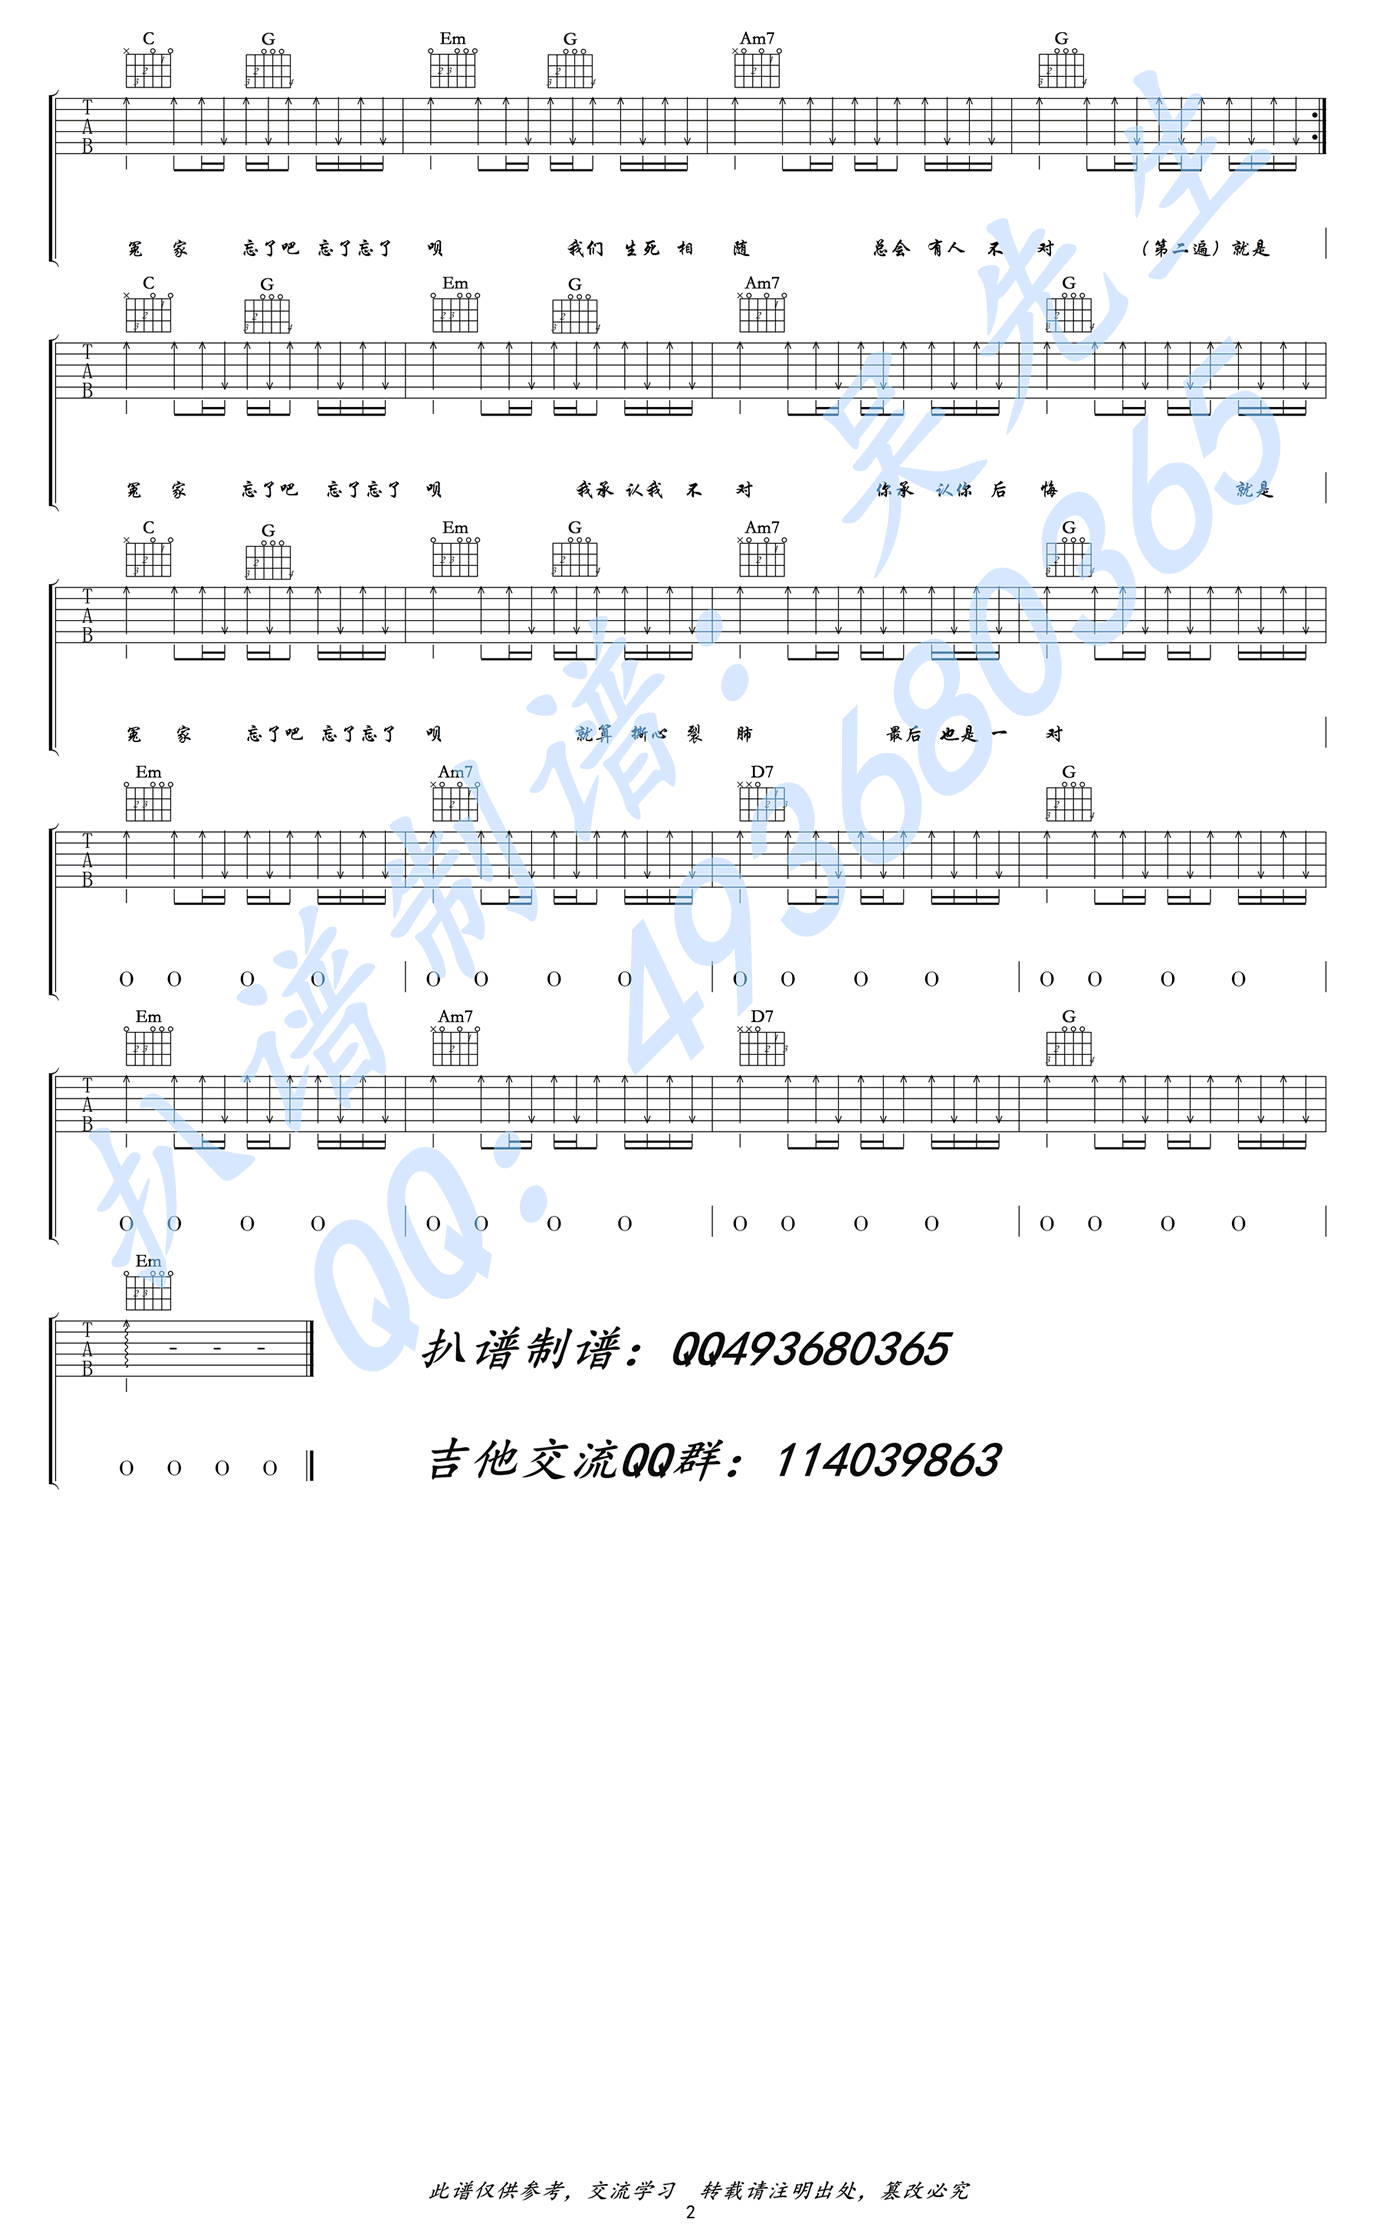 C G Em G Am7 G
T
A
B
冤 家 忘了吧 忘了忘了 呗 我们 生死 相 随 总会 有人 不 对 （第二遍）就是
C G Em G Am7 G
T
A
B
冤 家 忘了吧 忘了忘了 呗 我承 认我 不 对 你承 认你 后 悔 就是
C G Em G Am7 G
T
A
B
冤 家 忘了吧 忘了忘了 呗 就算 撕心 裂 肺 最后 也是 一 对
Em Am7 D7 G
T
A
B
O O O O O O O O O O O O O O O O
Em Am7 D7 G
T
A
B
O O O O O O O O O O O O O O O O
Em
T
A
B
- - -
O O O O
扒谱制谱：QQ493680365
吉他交流QQ群：114039863
扒谱制谱：吴先生
QQ：493680365
此谱仅供参考，交流学习 转载请注明出处，篡改必究
2